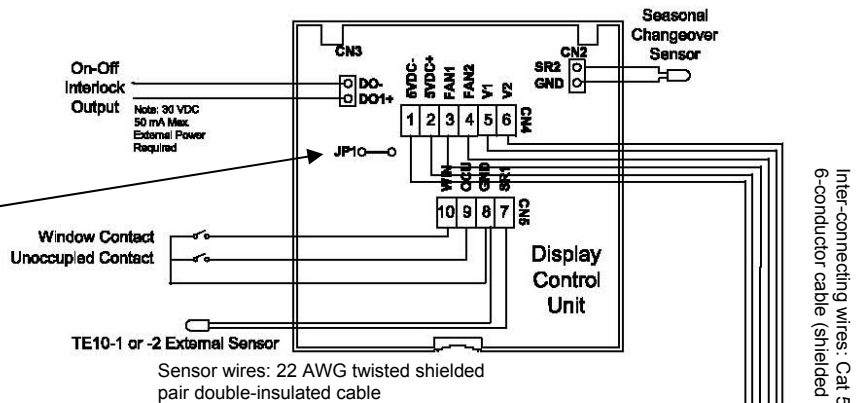 Seasonal
Changeover
Sensor
CN3
CN2
On-Off
Interlock
Output
DO-
DO1+
Note: 30 VDC
50 mA Max.
External Power
Required
5VDC-
5VDC+
FAN1
FAN2
V1
V2
SR2
GND
1 2 3 4 5 6
CN4
JP1
WIN
OCU
GND
SR1
10 9 8 7
CN5
Window Contact
Unoccupied Contact
Display
Control
Unit
TE10-1 or -2 External Sensor
Sensor wires: 22 AWG twisted shielded
pair double-insulated cable
Inter-connecting wires: Cat 5
6-conductor cable (shielded